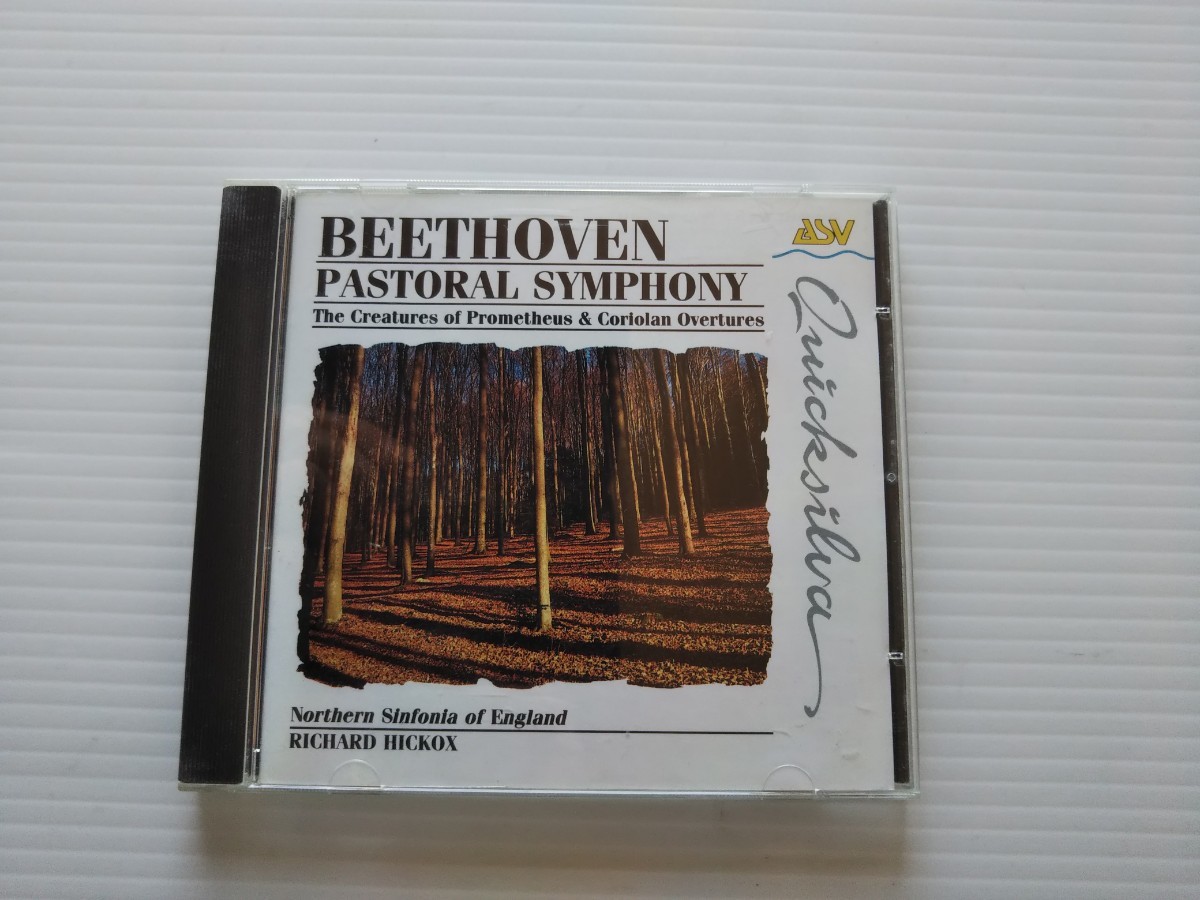 BEETHOVEN
PASTORAL SYMPHONY
The Creatures of Prometheus & Coriolan Overtures
ASV
Quicksilva
Northern Sinfonia of England
RICHARD HICKOX